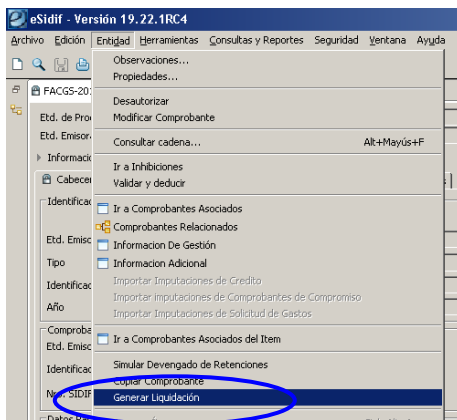 eSidif - Versión 19.22.1RC4
Archivo Edición Entidad Herramientas Consultas y Reportes Seguridad Ventana Ayuda
Observaciones...
Propiedades...
FACGS-20
Desautorizar
Etd. de Pro
Modificar Comprobante
Etd. Emisor
Consultar cadena... Alt+Mayús+F
Informació
Ir a Inhibiciones
Cabecer
Validar y deducir
Identificac
Ir a Comprobantes Asociados
Comprobantes Relacionados
Etd. Emisc
Informacion De Gestión
Tipo
Informacion Adicional
Identificac
Importar Imputaciones de Credito
Importar imputaciones de Comprobantes de Compromiso
Año
Importar Imputaciones de Solicitud de Gastos
Comproba
Ir a Comprobantes Asociados del Item
Etd. Emisc
Simular Devengado de Retenciones
Identificac
Copiar Comprobante
Nro. SIDIF
Generar Liquidación